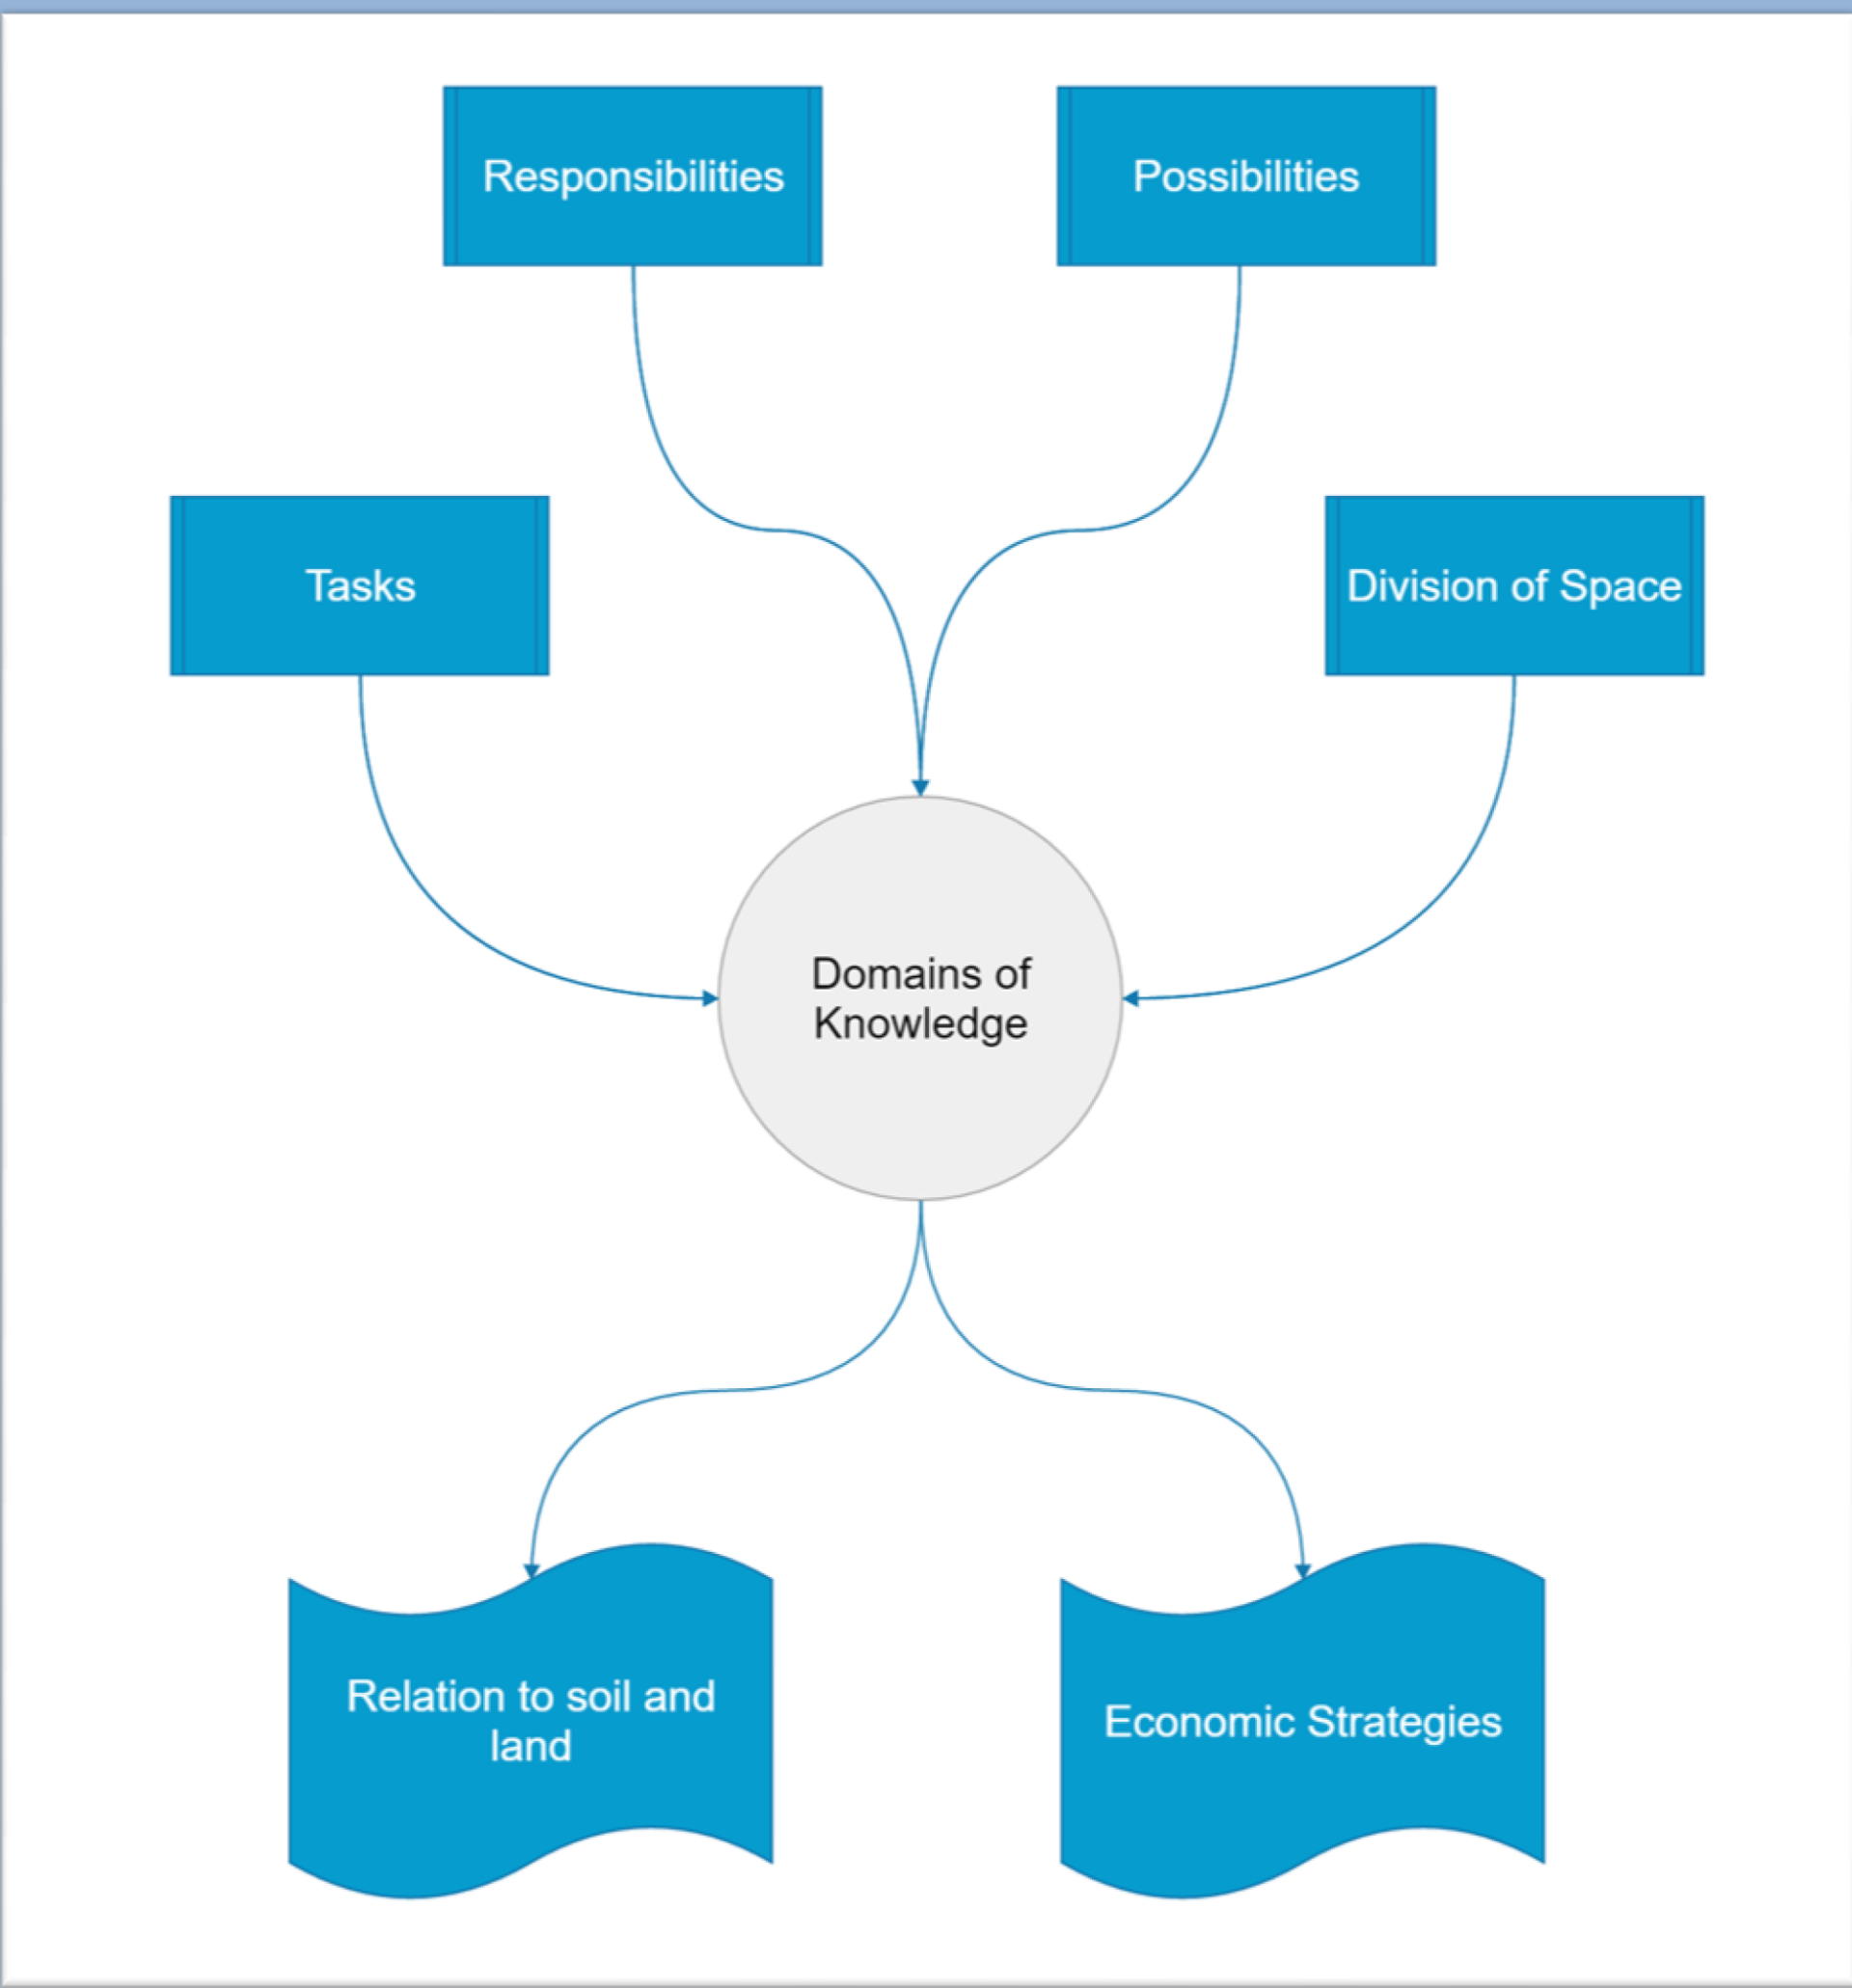 Responsibilities
Possibilities
Tasks
Division of Space
Domains of
Knowledge
Relation to soil and
land
Economic Strategies